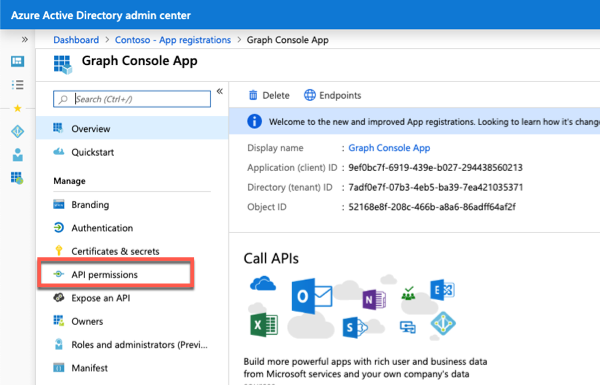 Azure Active Directory admin center
Dashboard > Contoso - App registrations > Graph Console App
Graph Console App
Search (Ctrl+/)
Overview
Quickstart
Manage
Branding
Authentication
Certificates & secrets
API permissions
Expose an API
Owners
Roles and administrators (Previ...
Manifest
Delete
Endpoints
Welcome to the new and improved App registrations. Looking to learn how it's change
Display name : Graph Console App
Application (client) ID : 9ef0bc7f-6919-439e-b027-294438560213
Directory (tenant) ID : 7adf0e7f-07b3-4eb5-ba39-7ea421035371
Object ID : 52168e8f-208c-466b-a8a6-86adff64af2f
Call APIs
Build more powerful apps with rich user and business data
from Microsoft services and your own company's data